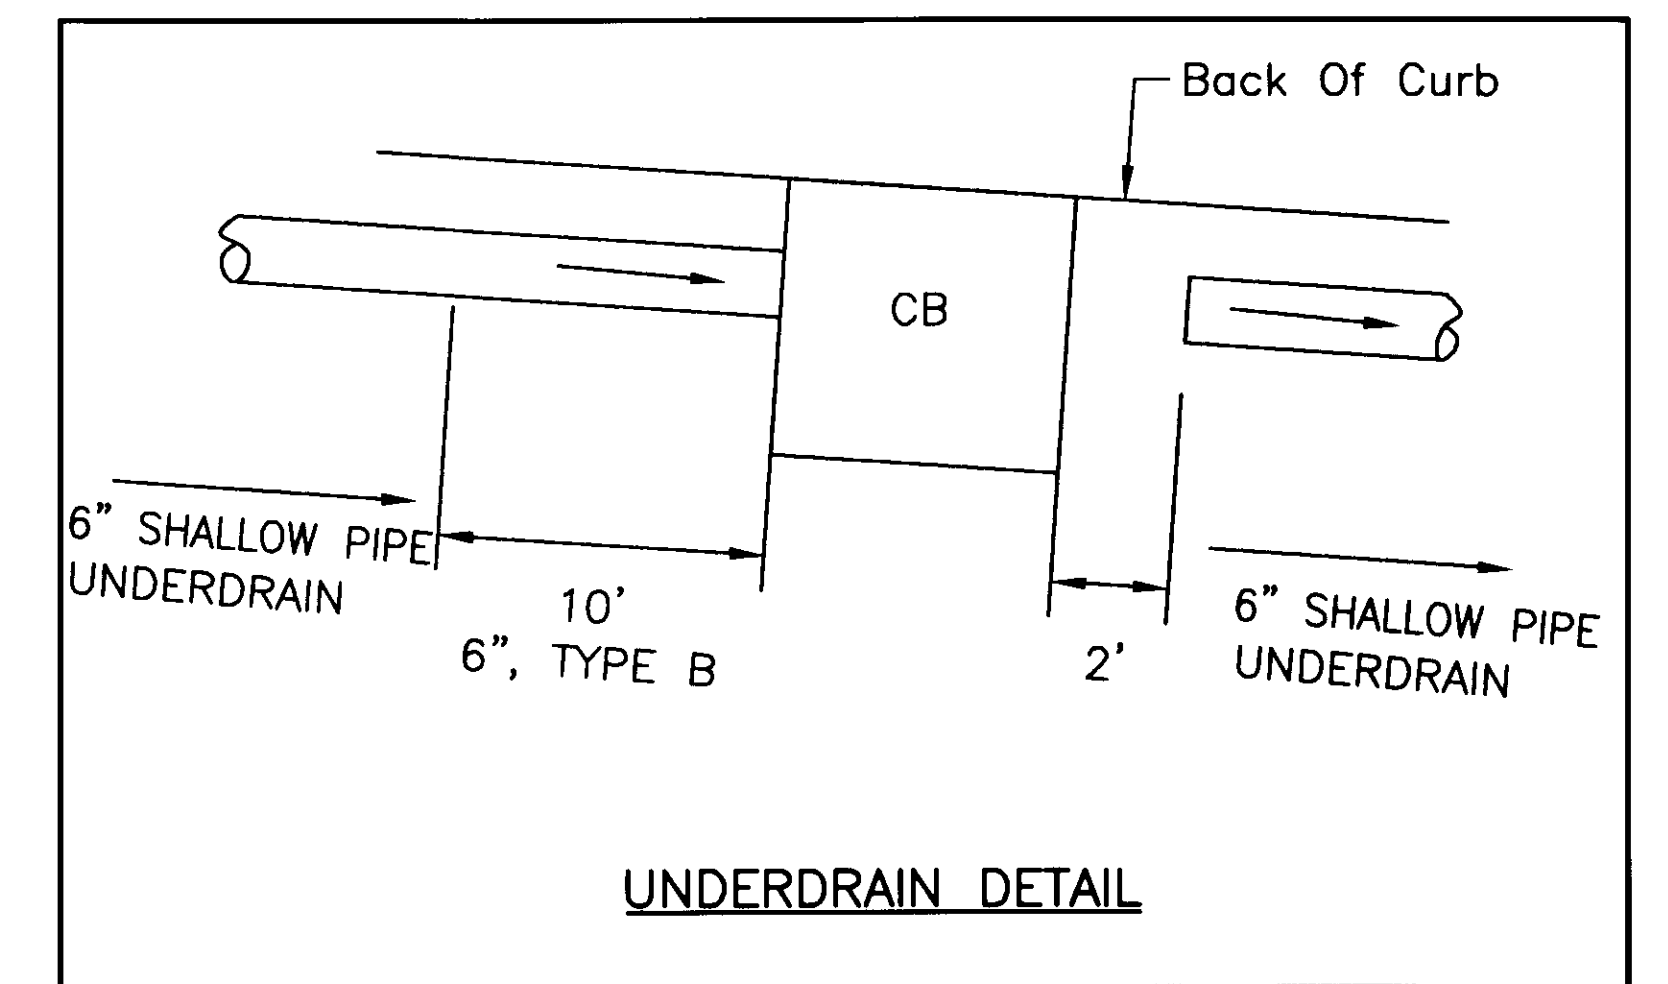 Back Of Curb
CB
6” SHALLOW PIPE
UNDERDRAIN
10’
6”, TYPE B
2’
6” SHALLOW PIPE
UNDERDRAIN
UNDERDRAIN DETAIL